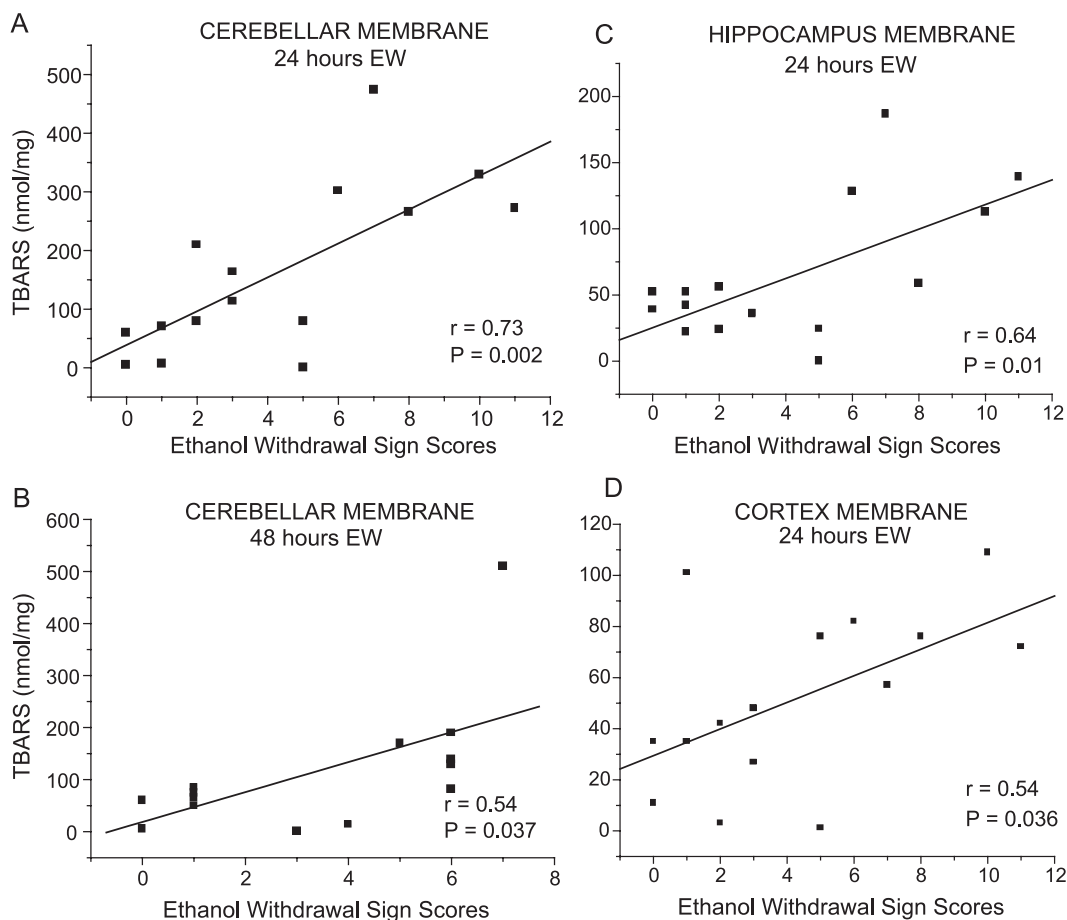 A
CEREBELLAR MEMBRANE
24 hours EW
500
400
300
200
100
0
TBARS (nmol/mg)
r = 0.73
P = 0.002
0 2 4 6 8 10 12
Ethanol Withdrawal Sign Scores
C
HIPPOCAMPUS MEMBRANE
24 hours EW
200
150
100
50
0
r = 0.64
P = 0.01
0 2 4 6 8 10 12
Ethanol Withdrawal Sign Scores
B
CEREBELLAR MEMBRANE
48 hours EW
600
500
400
300
200
100
0
TBARS (nmol/mg)
r = 0.54
P = 0.037
0 2 4 6 8
Ethanol Withdrawal Sign Scores
D
CORTEX MEMBRANE
24 hours EW
120
100
80
60
40
20
0
r = 0.54
P = 0.036
0 2 4 6 8 10 12
Ethanol Withdrawal Sign Scores